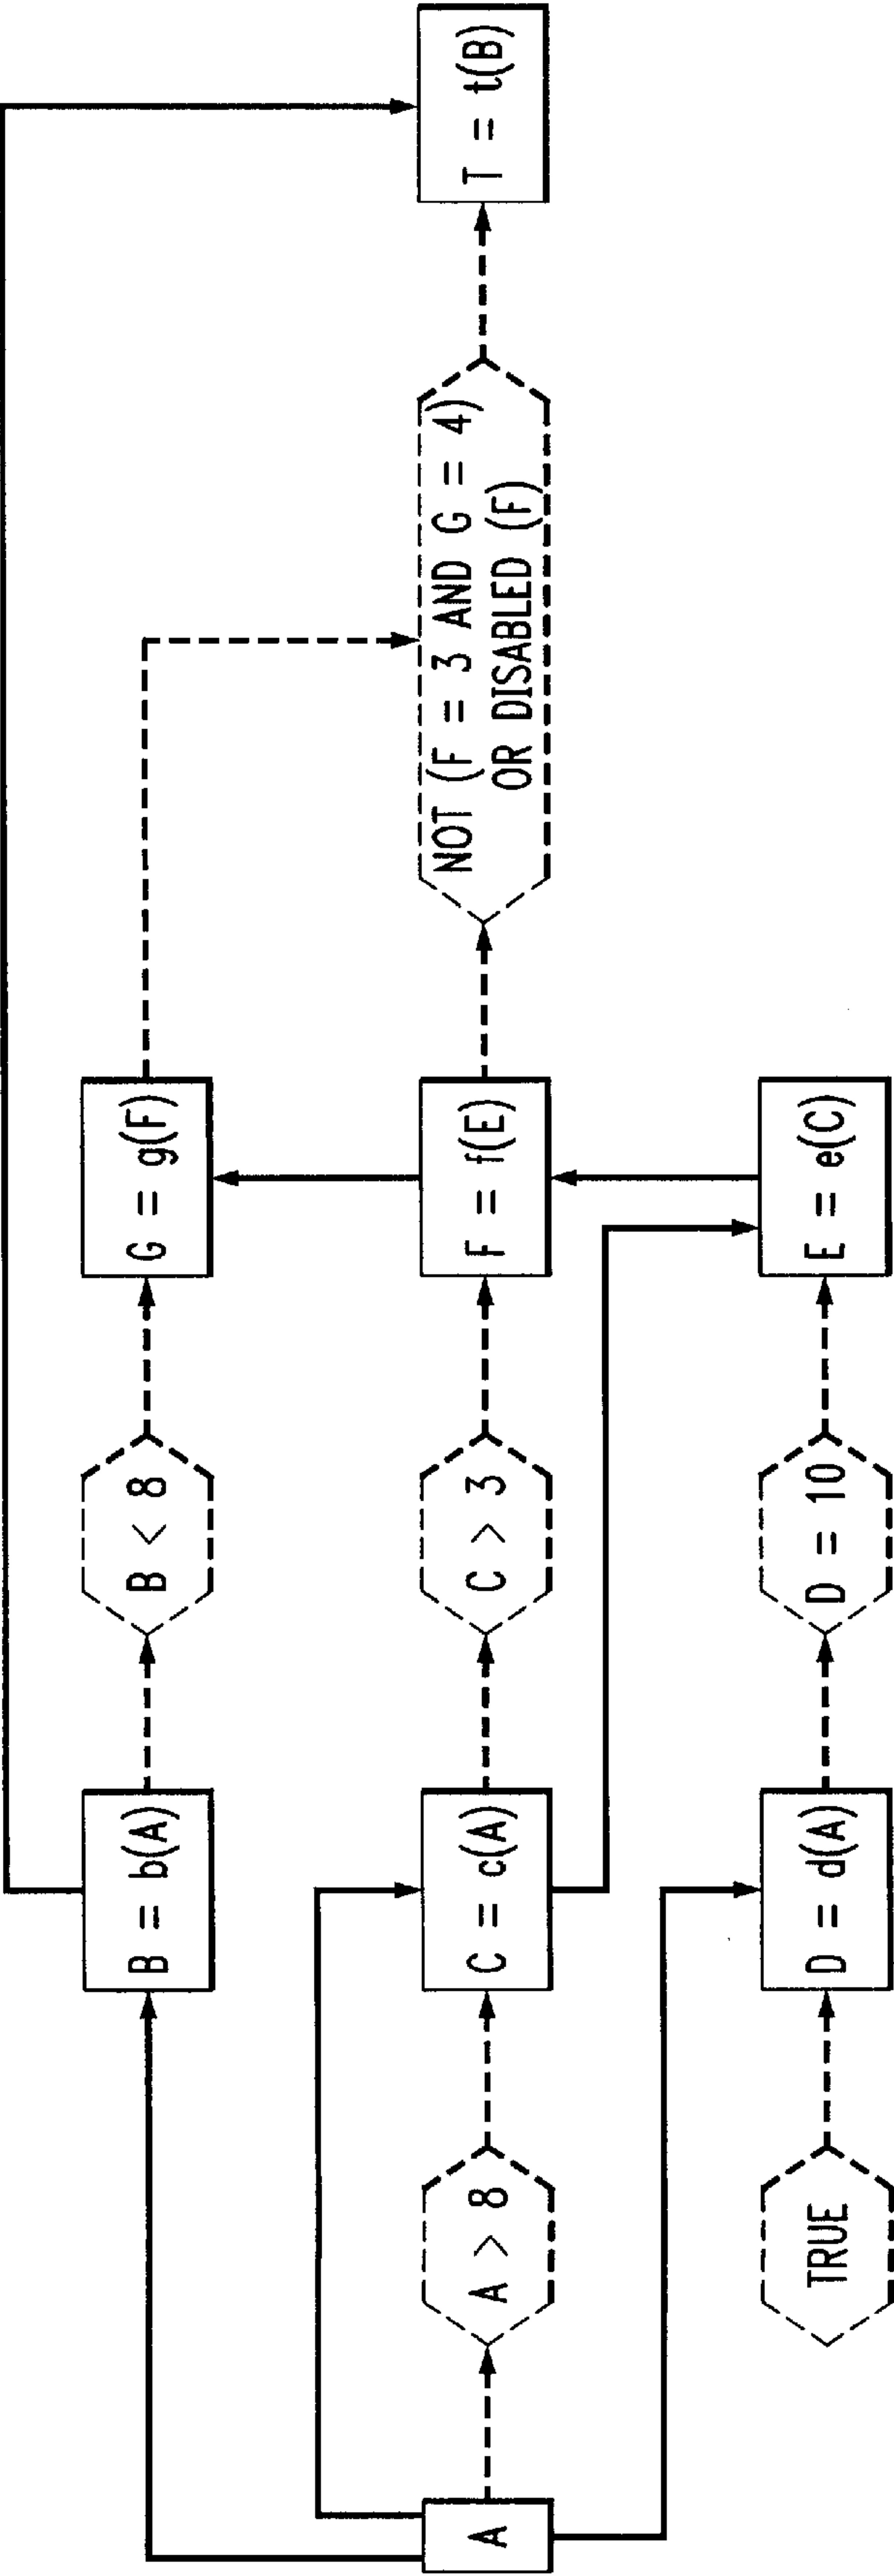 A
A > 8
TRUE
B = b(A)
C = c(A)
D = d(A)
B < 8
C > 3
D = 10
G = g(F)
F = f(E)
E = e(C)
NOT (F = 3 AND G = 4)
OR DISABLED (F)
T = t(B)